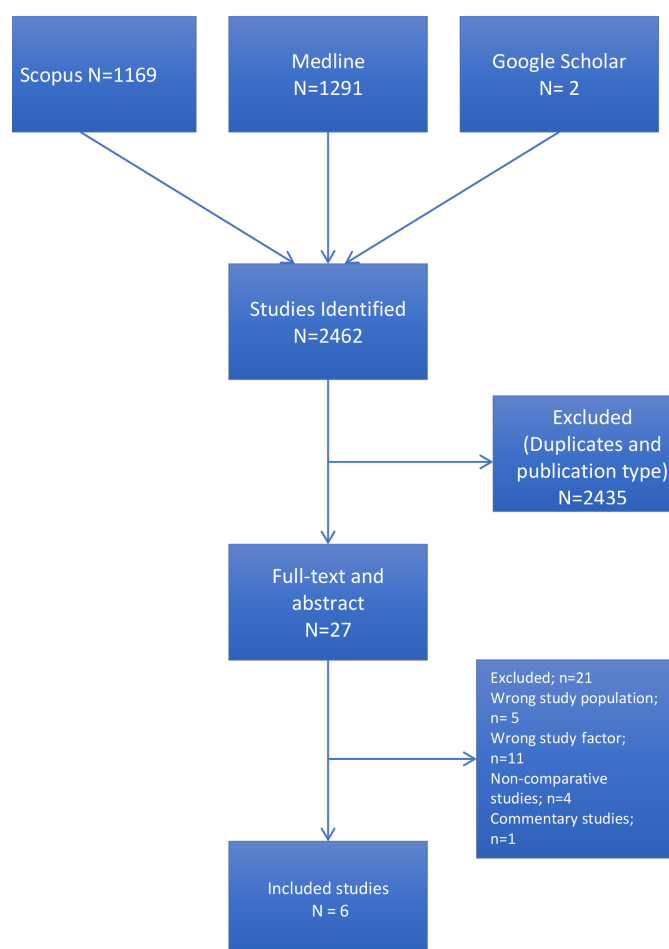 Scopus N=1169
Medline
N=1291
Google Scholar
N= 2
Studies Identified
N=2462
Excluded
(Duplicates and
publication type)
N=2435
Full-text and
abstract
N=27
Excluded; n=21
Wrong study population;
n= 5
Wrong study factor;
n=11
Non-comparative
studies; n=4
Commentary studies;
n=1
Included studies
N = 6